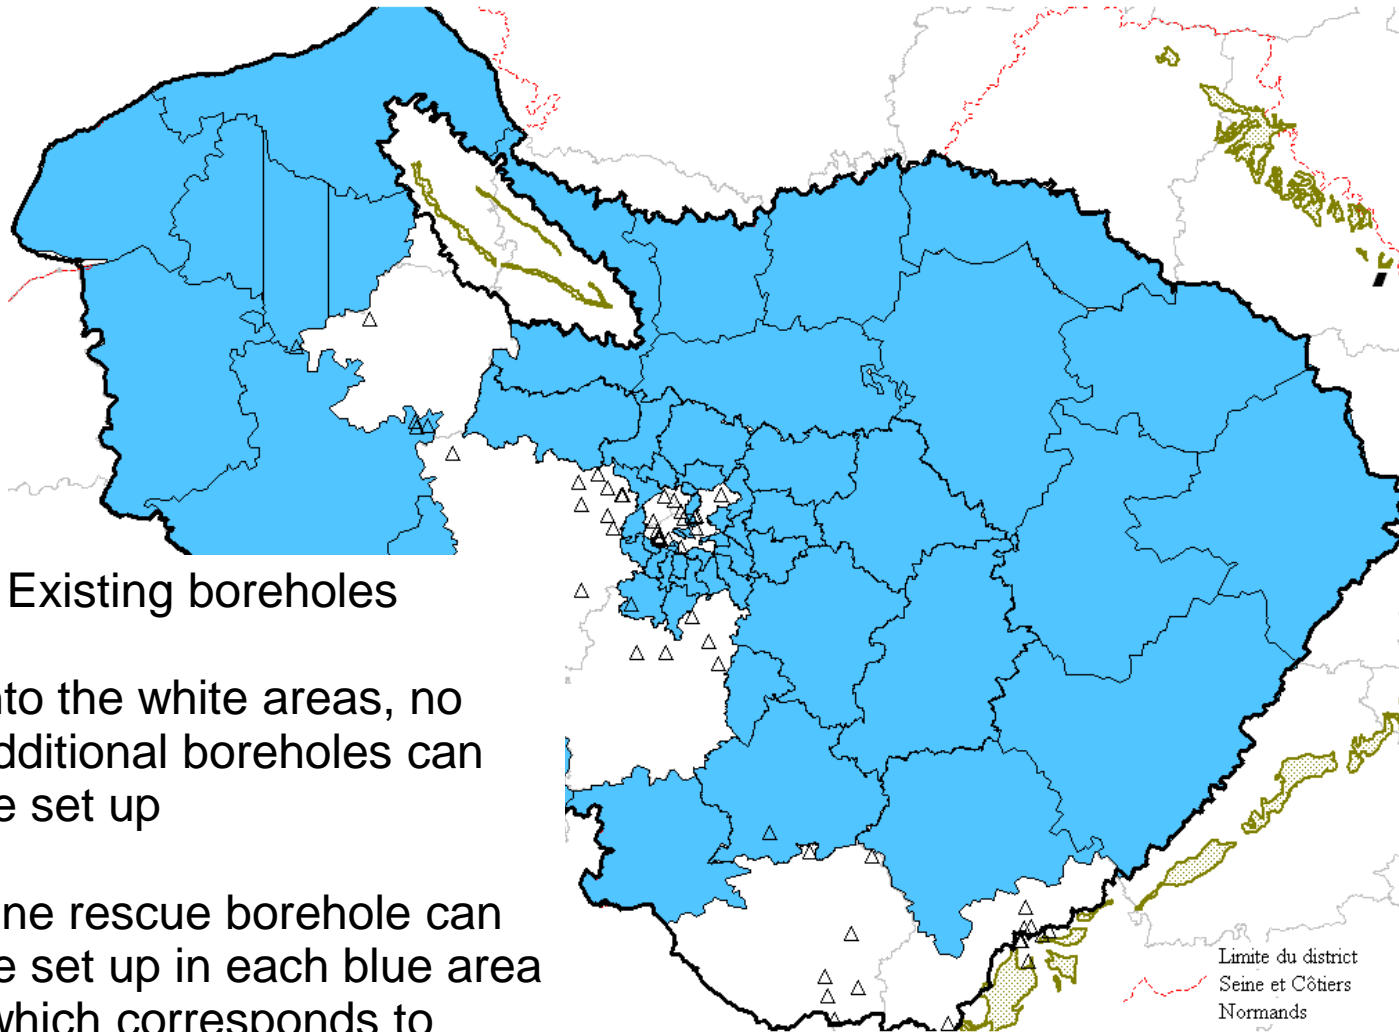 Existing boreholes
nto the white areas, no
dditional boreholes can
e set up
ne rescue borehole can
e set up in each blue area
which corresponds to
Limite du district
Seine et Côtiers
Normands